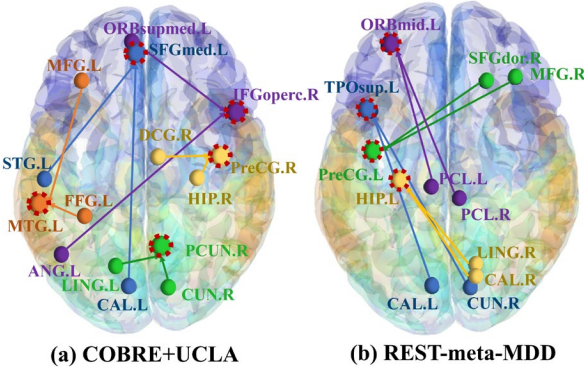 ORBsupmed.L
SFGmed.L
MFG.L
IFGoperc.R
DCG.R
PreCG.R
STG.L
HIP.R
MTG.L
FFG.L
ANG.L
PCUN.R
LING.L
CUN.R
CAL.L
(a) COBRE+UCLA
ORBmid.L
SFGdor.R
MFG.R
TPOsup.L
PreCG.L
HIP.L
PCL.L
PCL.R
LING.R
CAL.R
CAL.L
CUN.R
(b) REST-meta-MDD